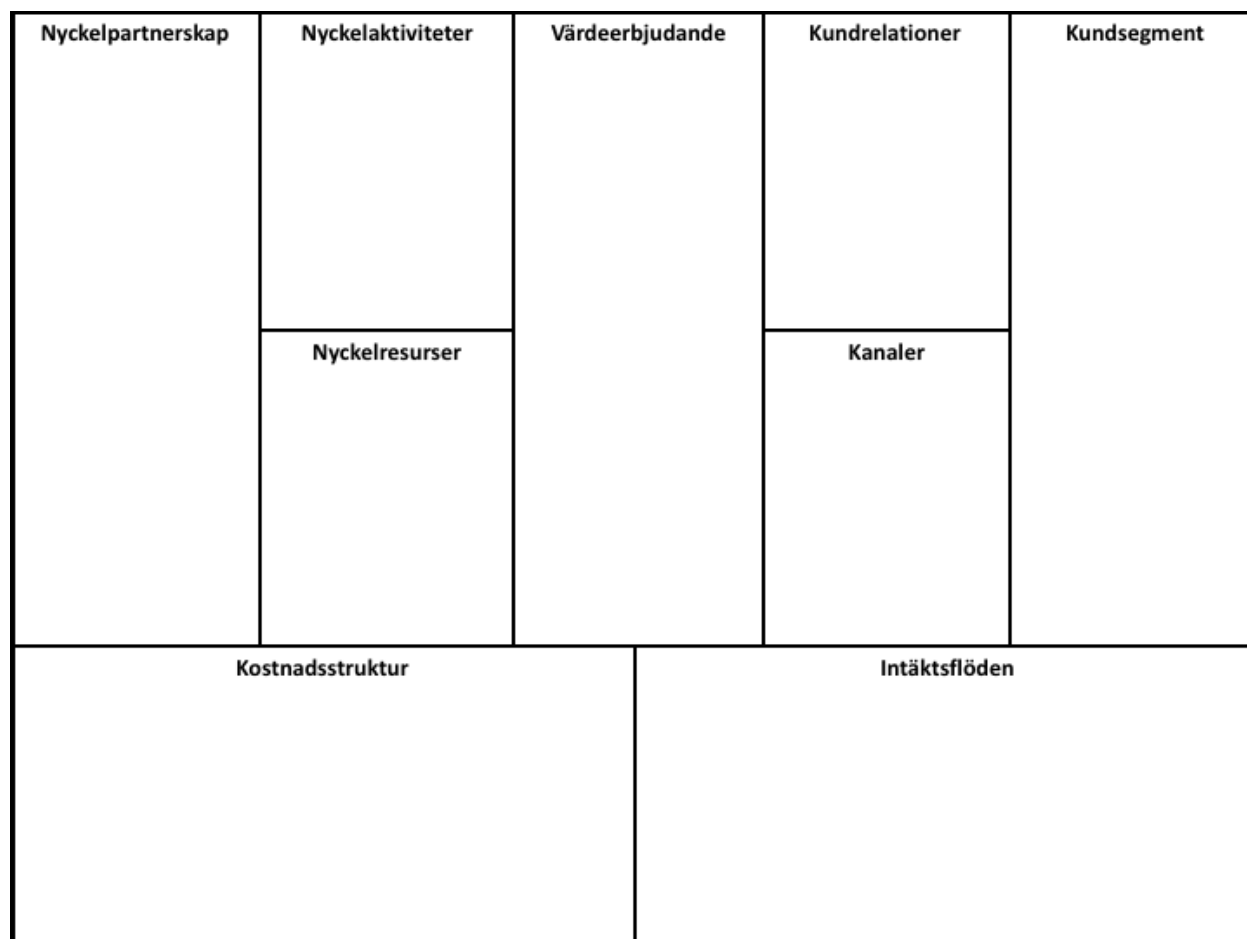 Nyckelpartnerskap
Nyckelaktiviteter
Värdeerbjudande
Kundrelationer
Kundsegment
Nyckelresurser
Kanaler
Kostnadsstruktur
Intäktsflöden